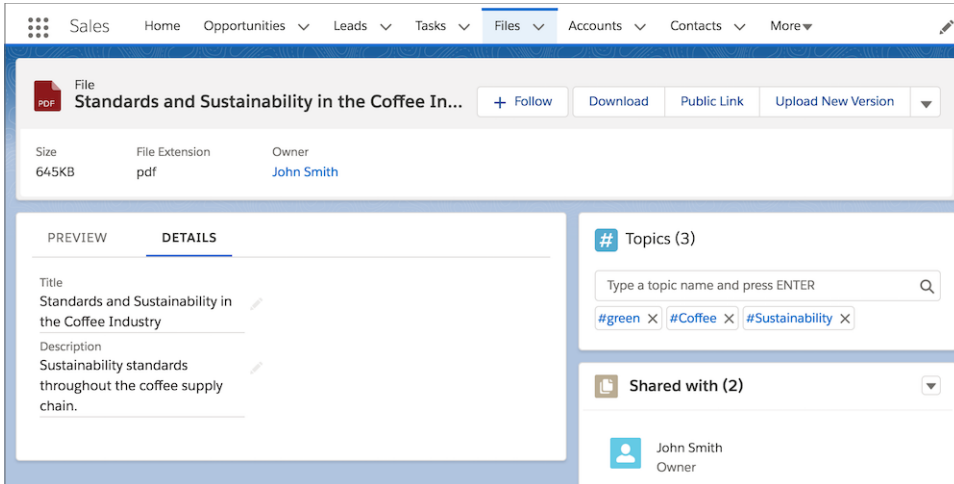 Sales Home Opportunities Leads Tasks Files Accounts Contacts More
PDF
File
Standards and Sustainability in the Coffee In...
+ Follow Download Public Link Upload New Version
Size File Extension Owner
645KB pdf John Smith
PREVIEW DETAILS
Title
Standards and Sustainability in
the Coffee Industry
Description
Sustainability standards
throughout the coffee supply
chain.
# Topics (3)
Type a topic name and press ENTER
#green #Coffee #Sustainability
Shared with (2)
John Smith
Owner